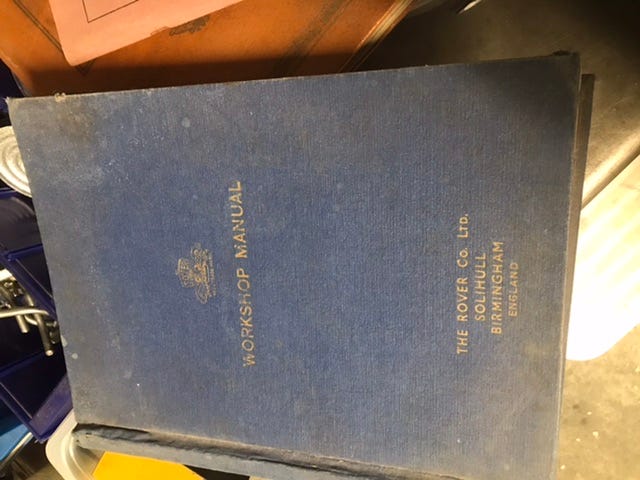 WORKSHOP MANUAL
THE ROVER CO. LTD.
SOLIHULL
BIRMINGHAM
ENGLAND